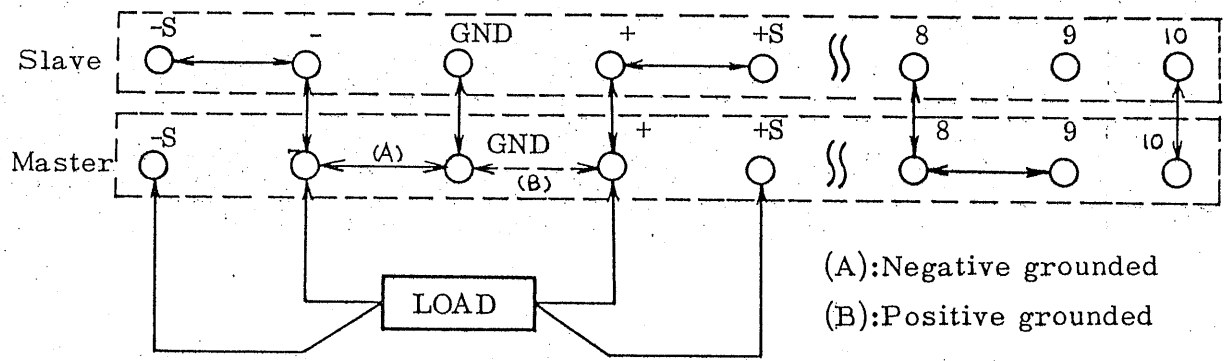 -S - GND + +S 8 9 10
Slave
-S - GND + +S 8 9 10
Master
(A)
(B)
LOAD
(A):Negative grounded
(B):Positive grounded